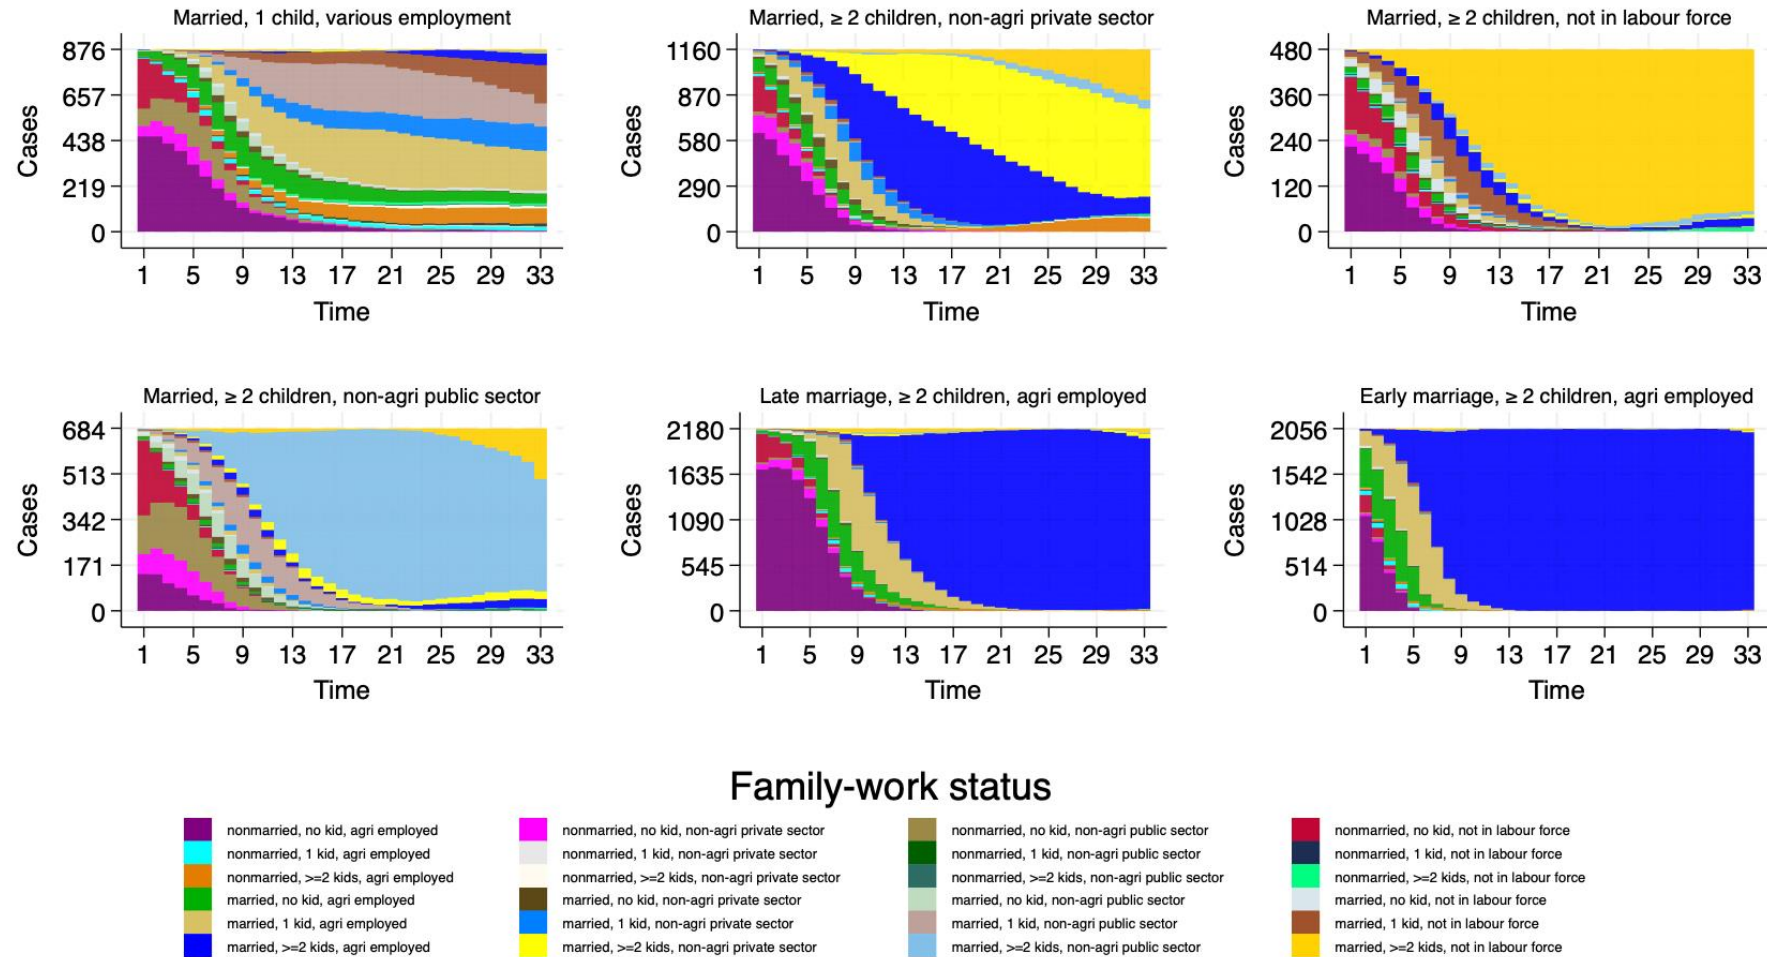 Married, 1 child, various employment
876
657
438
219
0
Cases
1 5 9 13 17 21 25 29 33
Time
Married, ≥ 2 children, non-agri private sector
1160
870
580
290
0
Cases
1 5 9 13 17 21 25 29 33
Time
Married, ≥ 2 children, not in labour force
480
360
240
120
0
Cases
1 5 9 13 17 21 25 29 33
Time
Married, ≥ 2 children, non-agri public sector
684
513
342
171
0
Cases
1 5 9 13 17 21 25 29 33
Time
Late marriage, ≥ 2 children, agri employed
2180
1635
1090
545
0
Cases
1 5 9 13 17 21 25 29 33
Time
Early marriage, ≥ 2 children, agri employed
2056
1542
1028
514
0
Cases
1 5 9 13 17 21 25 29 33
Time
Family-work status
nonmarried, no kid, agri employed
nonmarried, 1 kid, agri employed
nonmarried, >=2 kids, agri employed
married, no kid, agri employed
married, 1 kid, agri employed
married, >=2 kids, agri employed
nonmarried, no kid, non-agri private sector
nonmarried, 1 kid, non-agri private sector
nonmarried, >=2 kids, non-agri private sector
married, no kid, non-agri private sector
married, 1 kid, non-agri private sector
married, >=2 kids, non-agri private sector
nonmarried, no kid, non-agri public sector
nonmarried, 1 kid, non-agri public sector
nonmarried, >=2 kids, non-agri public sector
married, no kid, non-agri public sector
married, 1 kid, non-agri public sector
married, >=2 kids, non-agri public sector
nonmarried, no kid, not in labour force
nonmarried, 1 kid, not in labour force
nonmarried, >=2 kids, not in labour force
married, no kid, not in labour force
married, 1 kid, not in labour force
married, >=2 kids, not in labour force